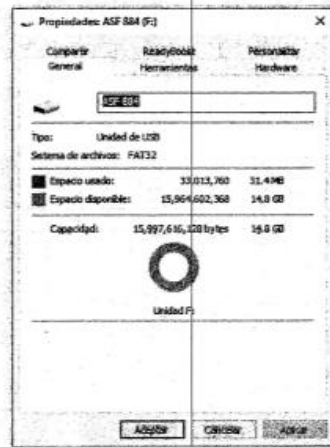 Propiedades: ASF 884 (F:)
Compartir ReadyBoost Personalizar
General Herramientas Hardware
ASF 884
Tipo: Unidad de USB
Sistema de archivos: FAT32
Espacio usado: 33,013,760 31.4 MB
Espacio disponible: 15,964,602,368 14.8 GB
Capacidad: 15,997,616,128 bytes 14.8 GB
Unidad F:
Aceptar Cancelar Aplicar